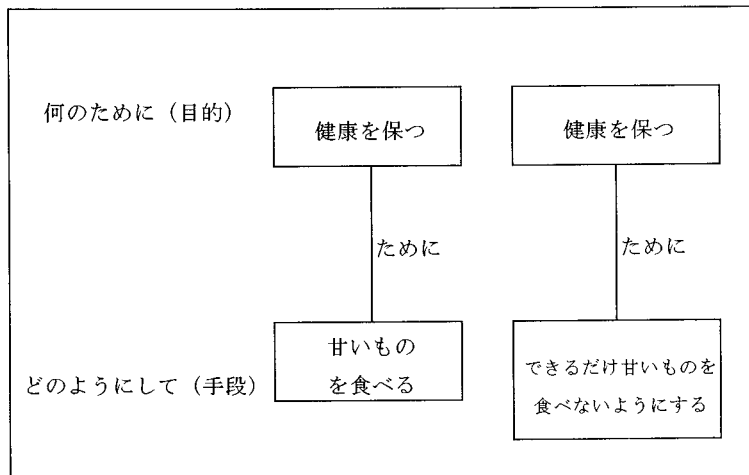 何のために（目的）
健康を保つ
健康を保つ
ために
ために
どのようにして（手段）
甘いもの
を食べる
できるだけ甘いものを
食べないようにする